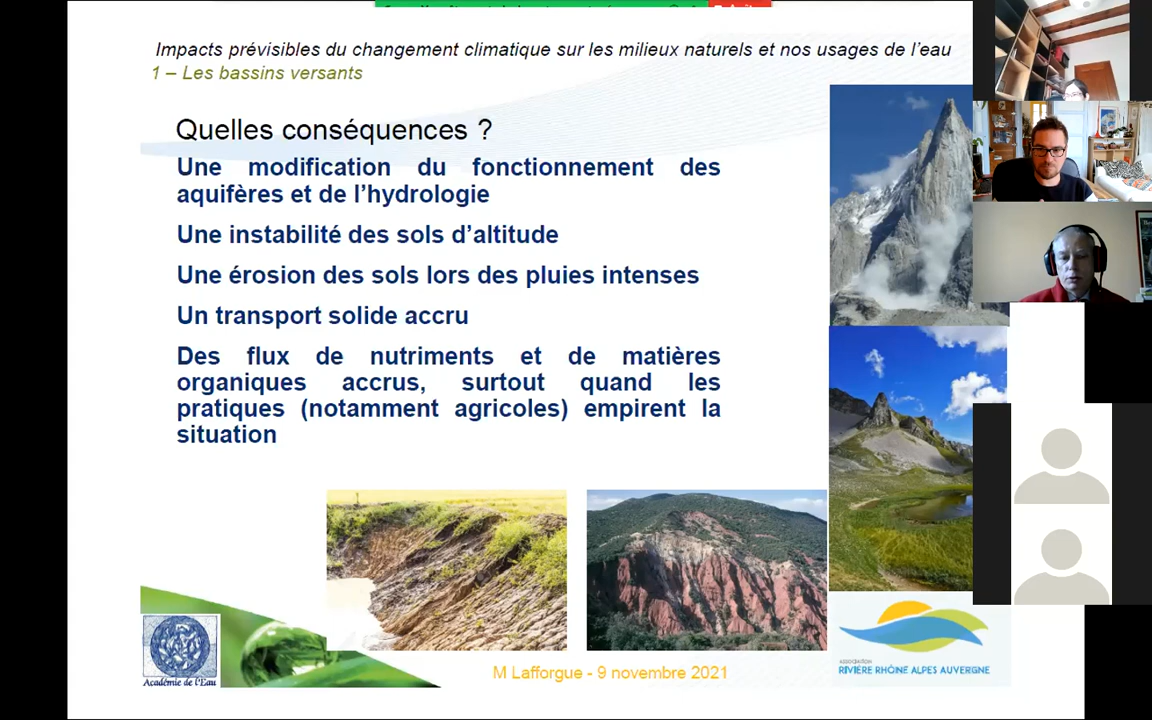 Impacts prévisibles du changement climatique sur les milieux naturels et nos usages de l'eau
1 – Les bassins versants
Quelles conséquences ?
Une modification du fonctionnement des
aquifères et de l'hydrologie
Une instabilité des sols d'altitude
Une érosion des sols lors des pluies intenses
Un transport solide accru
Des flux de nutriments et de matières
organiques accrus, surtout quand les
pratiques (notamment agricoles) empirent la
situation
Académie de l'Eau
M Lafforgue - 9 novembre 2021
ASSOCIATION
RIVIÈRE RHÔNE ALPES AUVERGNE